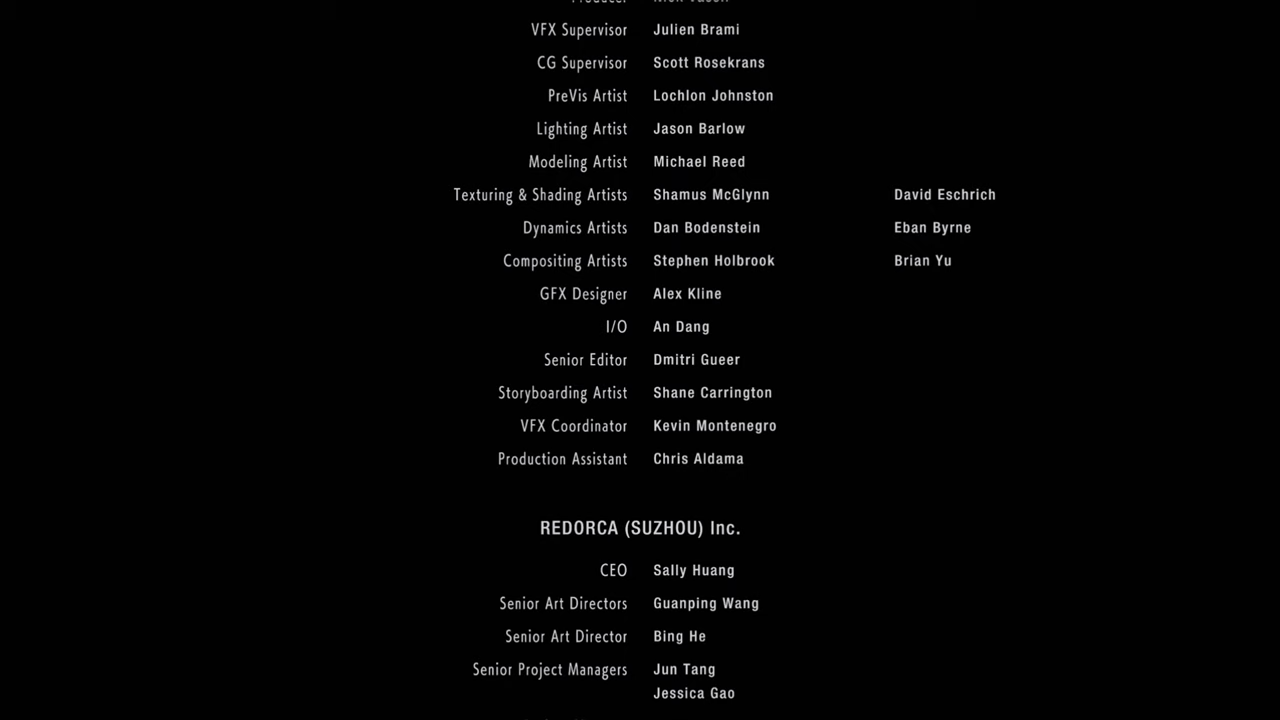 VFX Supervisor Julien Brami
CG Supervisor Scott Rosekrans
PreVis Artist Lochlon Johnston
Lighting Artist Jason Barlow
Modeling Artist Michael Reed
Texturing & Shading Artists Shamus McGlynn David Eschrich
Dynamics Artists Dan Bodenstein Eban Byrne
Compositing Artists Stephen Holbrook Brian Yu
GFX Designer Alex Kline
I/O An Dang
Senior Editor Dmitri Gueer
Storyboarding Artist Shane Carrington
VFX Coordinator Kevin Montenegro
Production Assistant Chris Aldama
REDORCA (SUZHOU) Inc.
CEO Sally Huang
Senior Art Directors Guanping Wang
Senior Art Director Bing He
Senior Project Managers Jun Tang
Jessica Gao